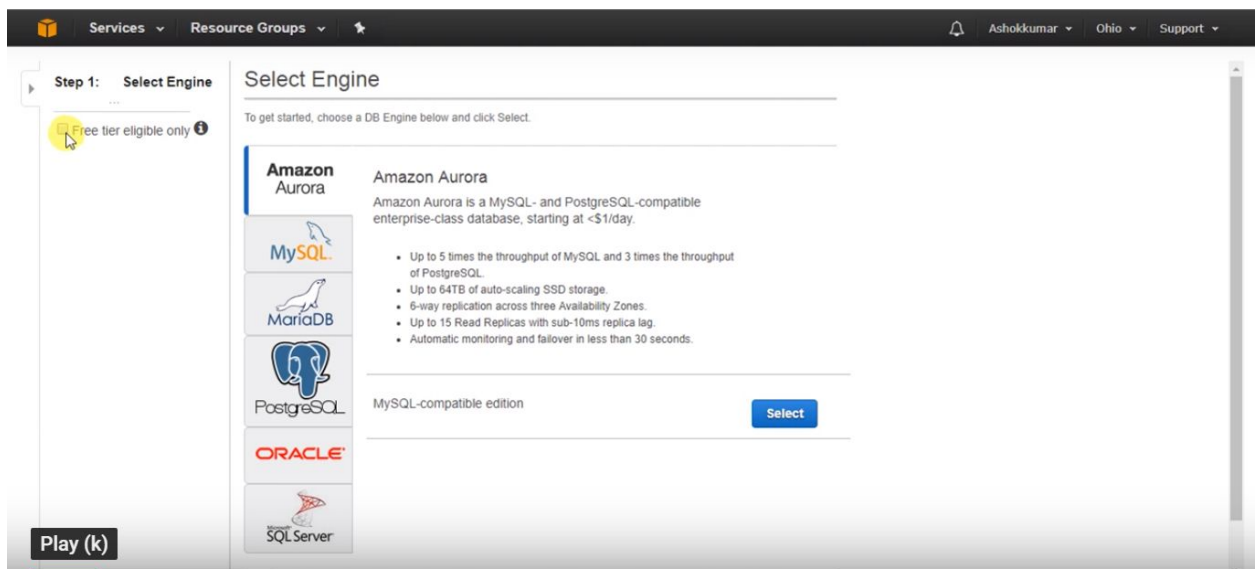 Services Resource Groups Ashokkumar Ohio Support
Step 1: Select Engine
...
Free tier eligible only
Select Engine
To get started, choose a DB Engine below and click Select.
Amazon
Aurora
MySQL
MariaDB
PostgreSQL
ORACLE
Microsoft
SQL Server
Amazon Aurora
Amazon Aurora is a MySQL- and PostgreSQL-compatible
enterprise-class database, starting at <$1/day.
• Up to 5 times the throughput of MySQL and 3 times the throughput
of PostgreSQL.
• Up to 64TB of auto-scaling SSD storage.
• 6-way replication across three Availability Zones.
• Up to 15 Read Replicas with sub-10ms replica lag.
• Automatic monitoring and failover in less than 30 seconds.
MySQL-compatible edition
Select
Play (k)